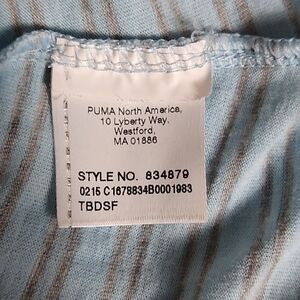 PUMA North America,
10 Lyberty Way,
Westford,
MA 01886
STYLE NO. 834879
0215 C1678834B0001983
TBDSF